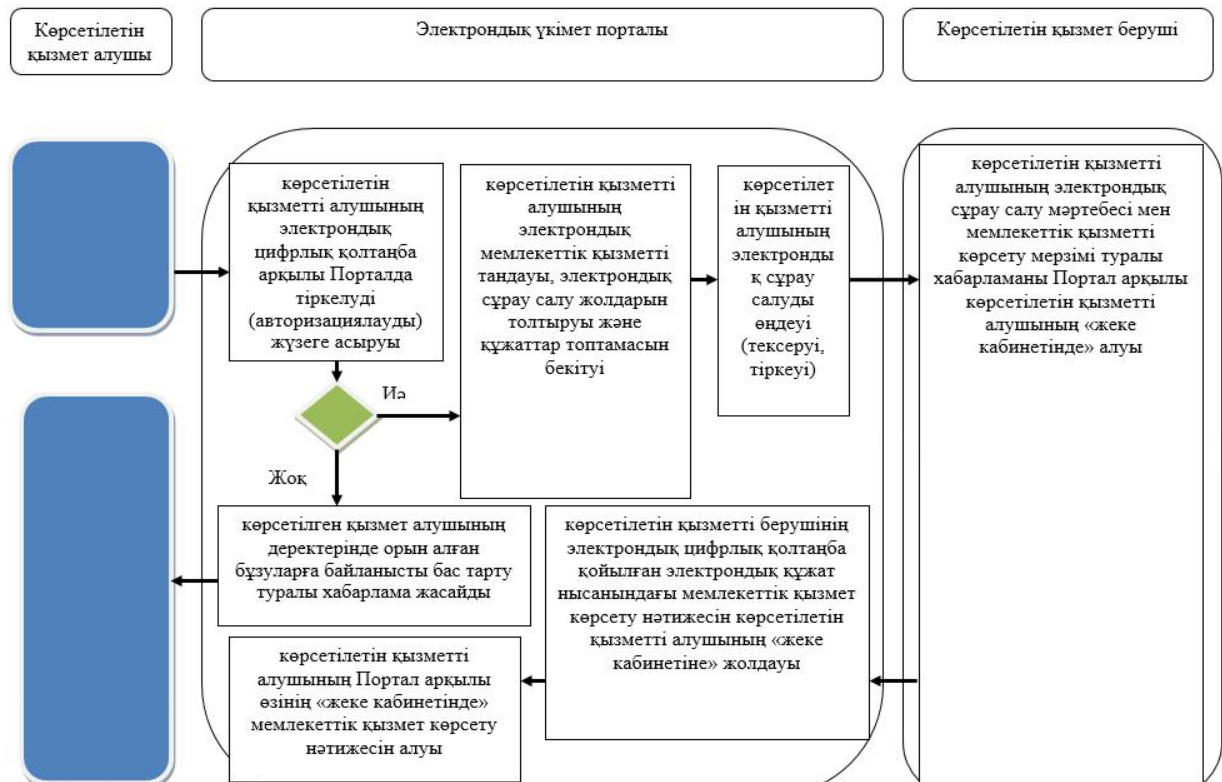 Көрсетілетін
қызмет алушы
Электрондық үкімет порталы
Көрсетілетін қызмет беруші
көрсетілетін
қызметті алушының
электрондық
цифрлық қолтаңба
арқылы Порталда
тіркелуді
(авторизациялауды)
жүзеге асыруы
көрсетілетін қызметті
алушының
электрондық
мемлекеттік қызметті
таңдауы, электрондық
сұрау салу жолдарын
толтыруы және
құжаттар топтамасын
бекітуі
көрсетілет
ін қызметті
алушының
электронды
қ сұрау
салуды
өңдеуі
(тексеруі,
тіркеуі)
көрсетілетін қызметті
алушының электрондық
сұрау салу мәртебесі мен
мемлекеттік қызметті
көрсету мерзімі туралы
хабарламаны Портал арқылы
көрсетілетін қызметті
алушының «жеке
кабинетінде» алуы
Иә
Жоқ
көрсетілген қызмет алушының
деректерінде орын алған
бұзуларға байланысты бас тарту
туралы хабарлама жасайды
көрсетілетін қызметті берушінің
электрондық цифрлық қолтаңба
қойылған электрондық құжат
нысанындағы мемлекеттік қызмет
көрсету нәтижесін көрсетілетін
қызметті алушының «жеке
кабинетіне» жолдауы
көрсетілетін қызметті
алушының Портал арқылы
өзінің «жеке кабинетінде»
мемлекеттік қызмет көрсету
нәтижесін алуы